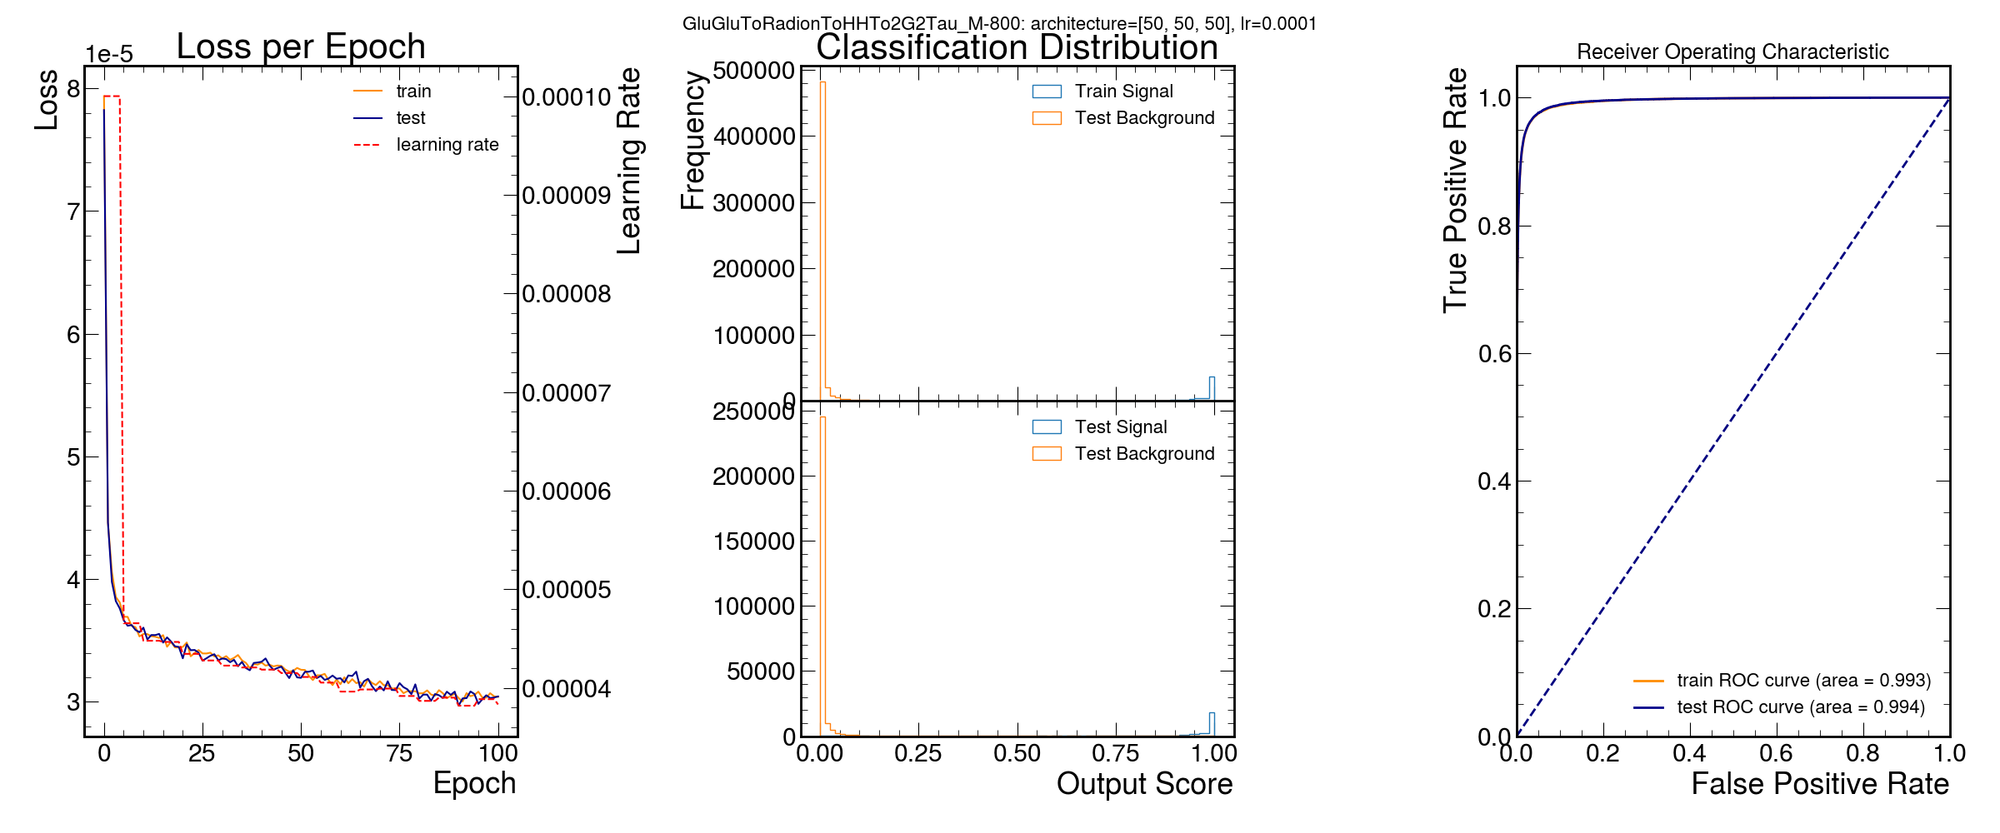 GluGluToRadionToHHTo2G2Tau_M-800: architecture=[50, 50, 50], lr=0.0001
Loss per Epoch
1e-5
Loss
8
7
6
5
4
3
0 25 50 75 100
Epoch
train
test
learning rate
Learning Rate
0.00010
0.00009
0.00008
0.00007
0.00006
0.00005
0.00004
Classification Distribution
Frequency
500000
400000
300000
200000
100000
0
Train Signal
Test Background
250000
200000
150000
100000
50000
0
Test Signal
Test Background
0.00 0.25 0.50 0.75 1.00
Output Score
Receiver Operating Characteristic
True Positive Rate
1.0
0.8
0.6
0.4
0.2
0.0
train ROC curve (area = 0.993)
test ROC curve (area = 0.994)
0.0 0.2 0.4 0.6 0.8 1.0
False Positive Rate